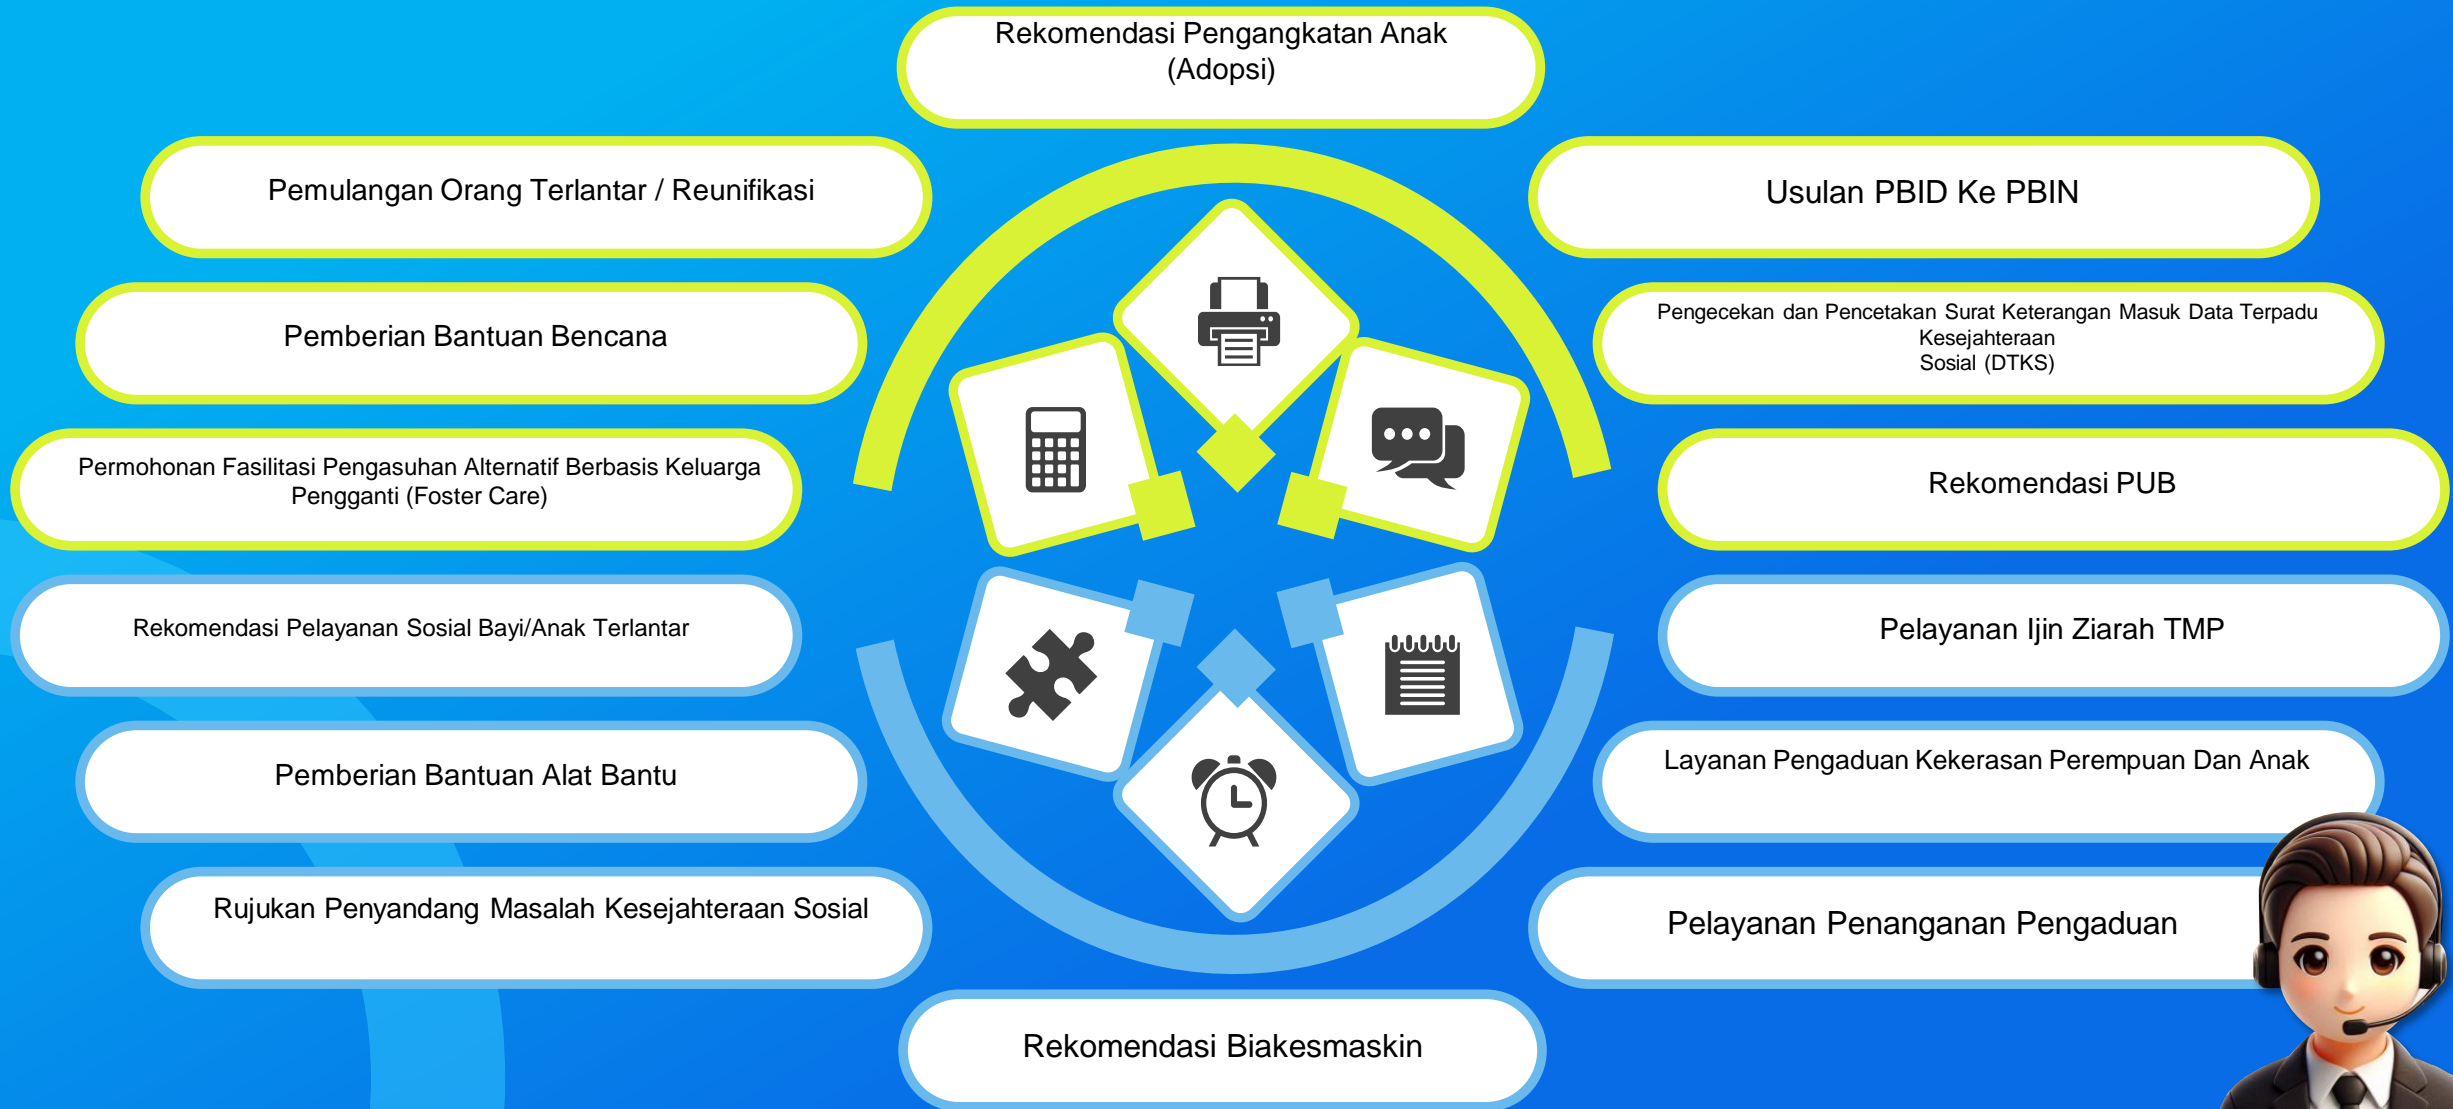 Rekomendasi Pengangkatan Anak
(Adopsi)
Pemulangan Orang Terlantar / Reunifikasi
Usulan PBID Ke PBIN
Pemberian Bantuan Bencana
Pengecekan dan Pencetakan Surat Keterangan Masuk Data Terpadu
Kesejahteraan
Sosial (DTKS)
Permohonan Fasilitasi Pengasuhan Alternatif Berbasis Keluarga
Pengganti (Foster Care)
Rekomendasi PUB
Rekomendasi Pelayanan Sosial Bayi/Anak Terlantar
Pelayanan Ijin Ziarah TMP
Pemberian Bantuan Alat Bantu
Layanan Pengaduan Kekerasan Perempuan Dan Anak
Rujukan Penyandang Masalah Kesejahteraan Sosial
Pelayanan Penanganan Pengaduan
Rekomendasi Biakesmaskin